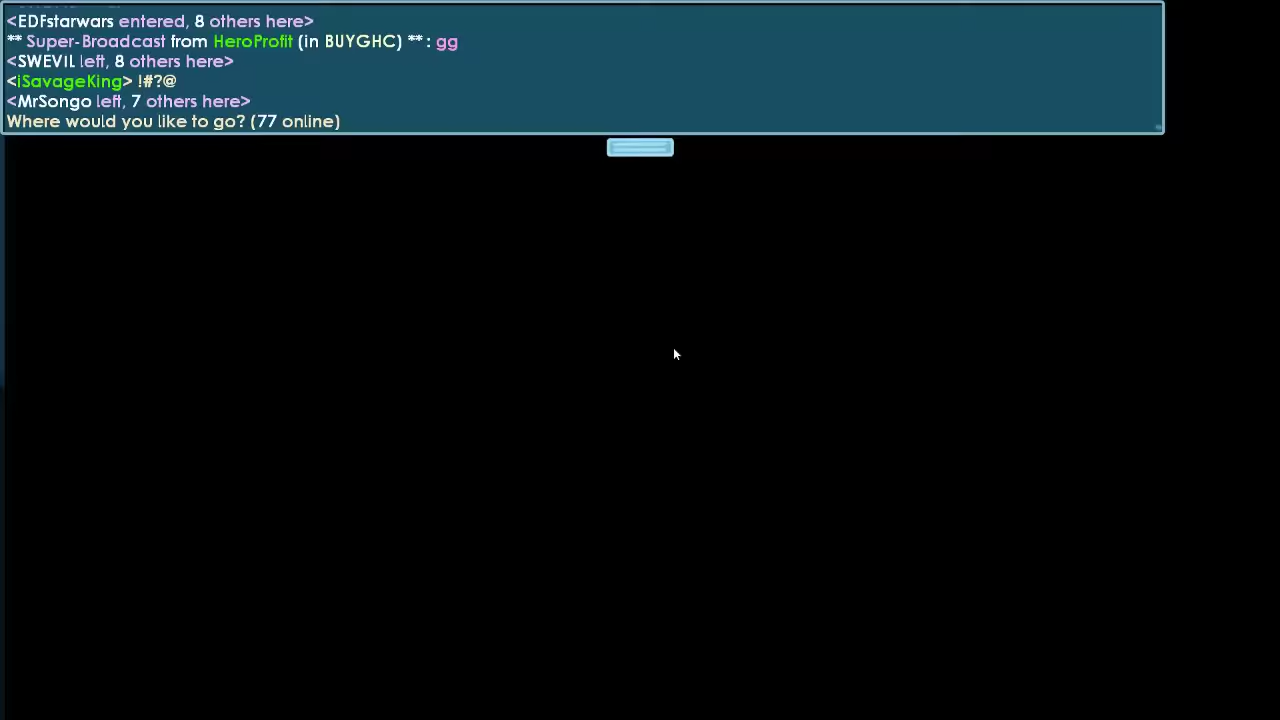 <EDFstarwars entered, 8 others here>
** Super-Broadcast from HeroProfit (in BUYGHC) ** : gg
<SWEViL left, 8 others here>
<iSavageKing> !#?@
<MrSongo left, 7 others here>
Where would you like to go? (77 online)